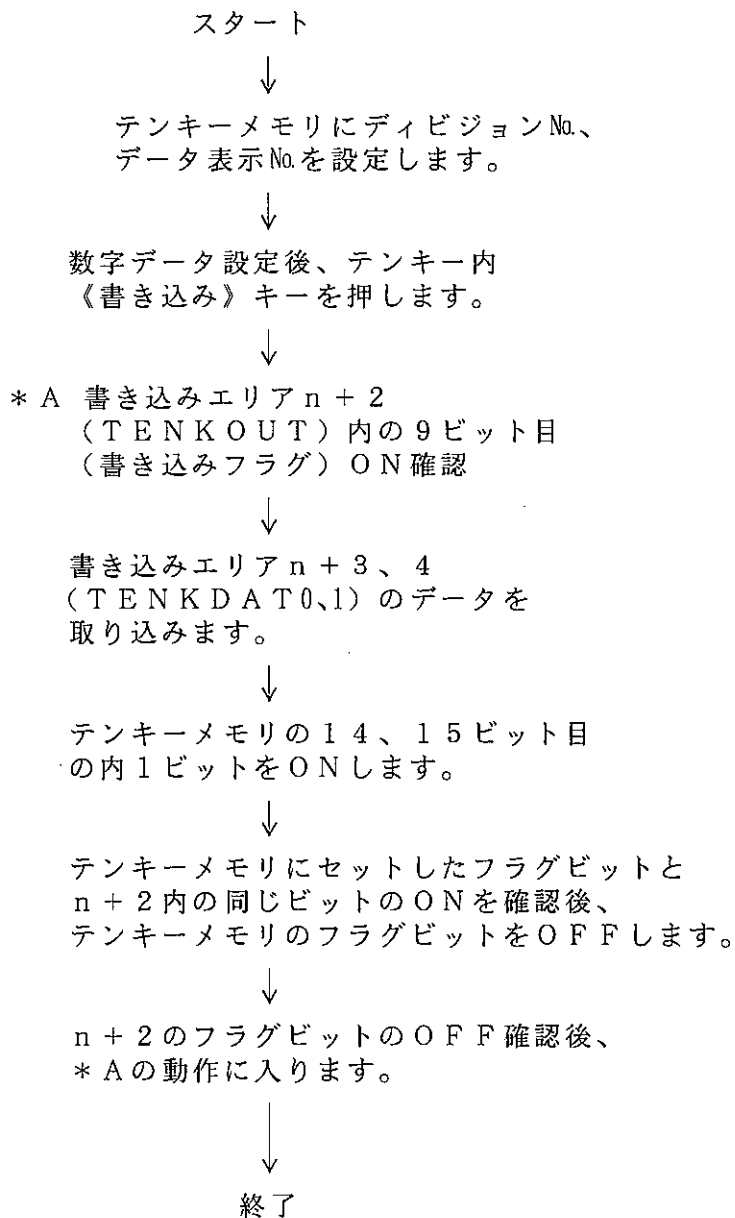 スタート
↓
テンキーメモリにディビジョン№、
データ表示№を設定します。
↓
数字データ設定後、テンキー内
《書き込み》キーを押します。
↓
＊A 書き込みエリアn＋2
（TENKOUT）内の9ビット目
（書き込みフラグ）ON確認
↓
書き込みエリアn＋3、4
（TENKDAT0、1）のデータを
取り込みます。
↓
テンキーメモリの14、15ビット目
の内1ビットをONします。
↓
テンキーメモリにセットしたフラグビットと
n＋2内の同じビットのONを確認後、
テンキーメモリのフラグビットをOFFします。
↓
n＋2のフラグビットのOFF確認後、
＊Aの動作に入ります。
↓
終了